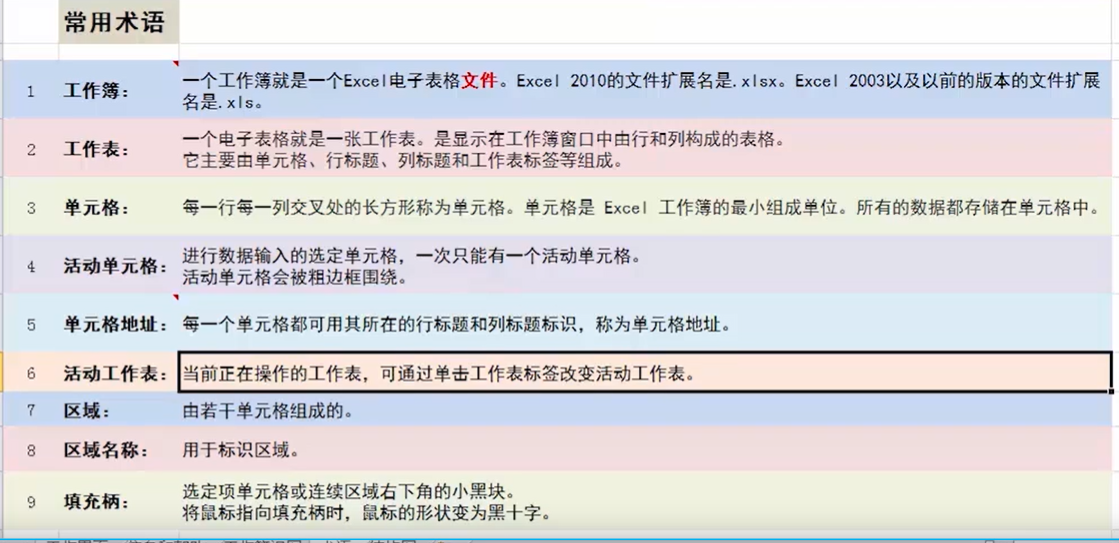 常用术语
1 工作簿: 一个工作簿就是一个Excel电子表格文件。Excel 2010的文件扩展名是.xlsx。Excel 2003以及以前的版本的文件扩展
名是.xls。
2 工作表: 一个电子表格就是一张工作表。是显示在工作簿窗口中由行和列构成的表格。
它主要由单元格、行标题、列标题和工作表标签等组成。
3 单元格: 每一行每一列交叉处的长方形称为单元格。单元格是 Excel 工作簿的最小组成单位。所有的数据都存储在单元格中。
4 活动单元格: 进行数据输入的选定单元格，一次只能有一个活动单元格。
活动单元格会被粗边框围绕。
5 单元格地址: 每一个单元格都可用其所在的行标题和列标题标识，称为单元格地址。
6 活动工作表: 当前正在操作的工作表，可通过单击工作表标签改变活动工作表。
7 区域: 由若干单元格组成的。
8 区域名称: 用于标识区域。
9 填充柄: 选定项单元格或连续区域右下角的小黑块。
将鼠标指向填充柄时，鼠标的形状变为黑十字。